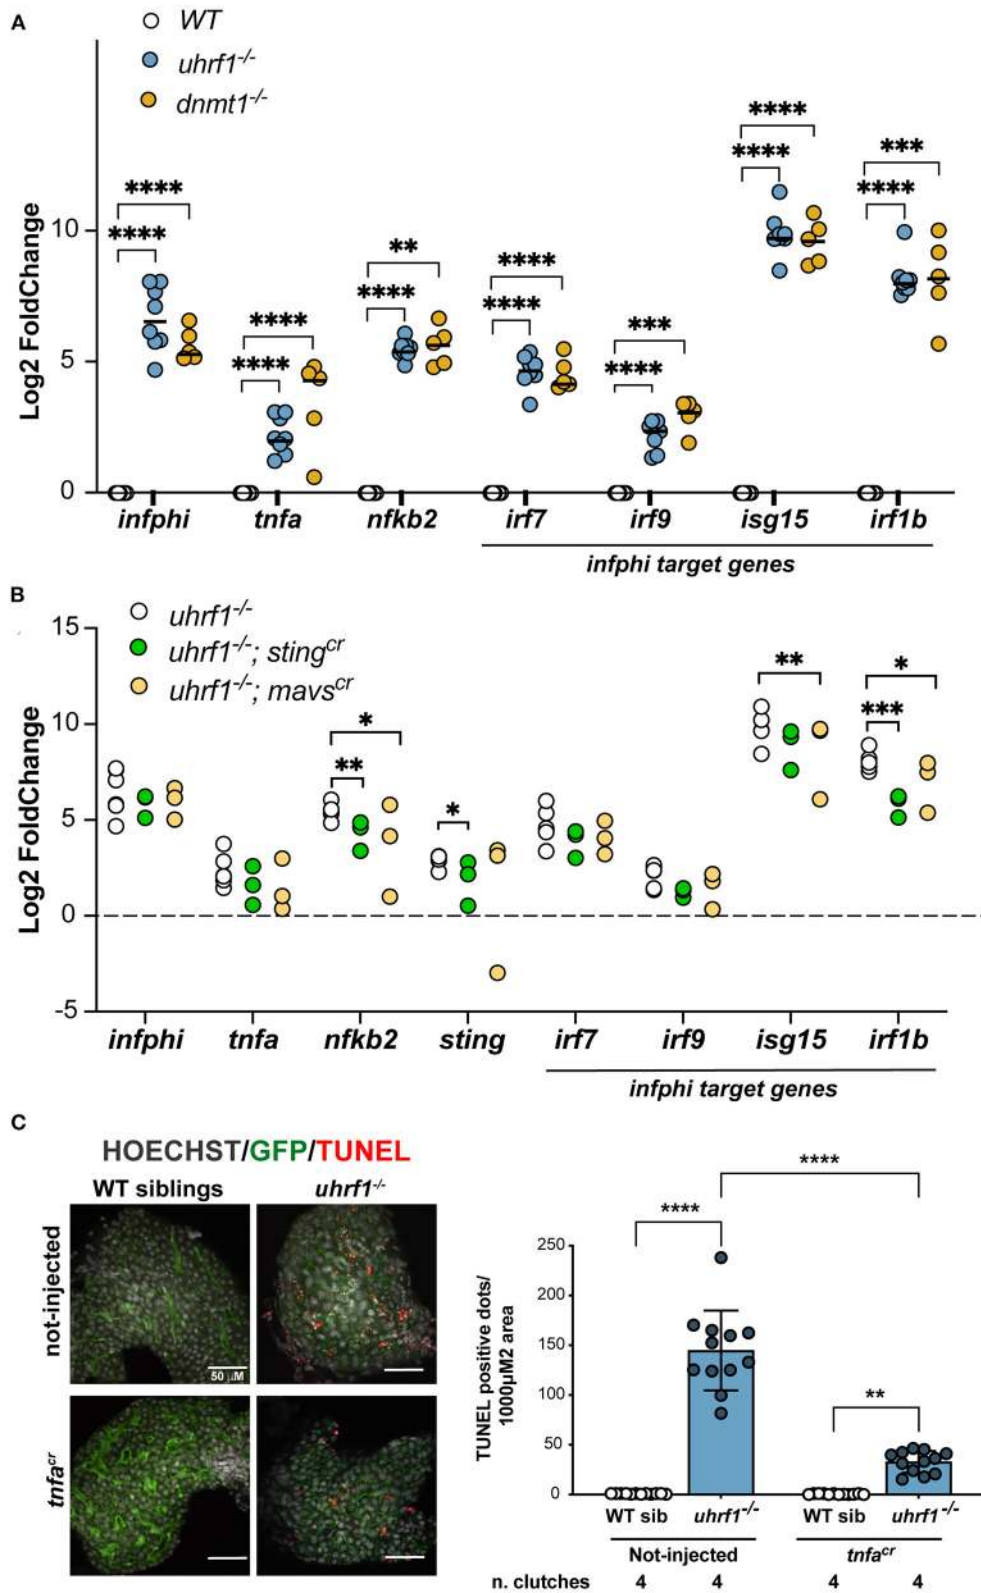 A
WT
uhrf1-/-
dnmt1-/-
Log2 FoldChange
10
5
0
**** **** **** **** **** ** **** **** **** *** **** **** **** ***
infphi tnfa nfkb2 irf7 irf9 isg15 irf1b
infphi target genes
B
uhrf1-/-
uhrf1-/-; stingcr
uhrf1-/-; mavscr
Log2 FoldChange
15
10
5
0
-5
** * * ** * ***
infphi tnfa nfkb2 sting irf7 irf9 isg15 irf1b
infphi target genes
C
HOECHST/GFP/TUNEL
WT siblings uhrf1-/-
not-injected
50 µM
tnfacr
TUNEL positive dots/
1000µM2 area
250
200
150
100
50
0
****
****
**
WT sib uhrf1-/- WT sib uhrf1-/-
Not-injected tnfacr
n. clutches 4 4 4 4